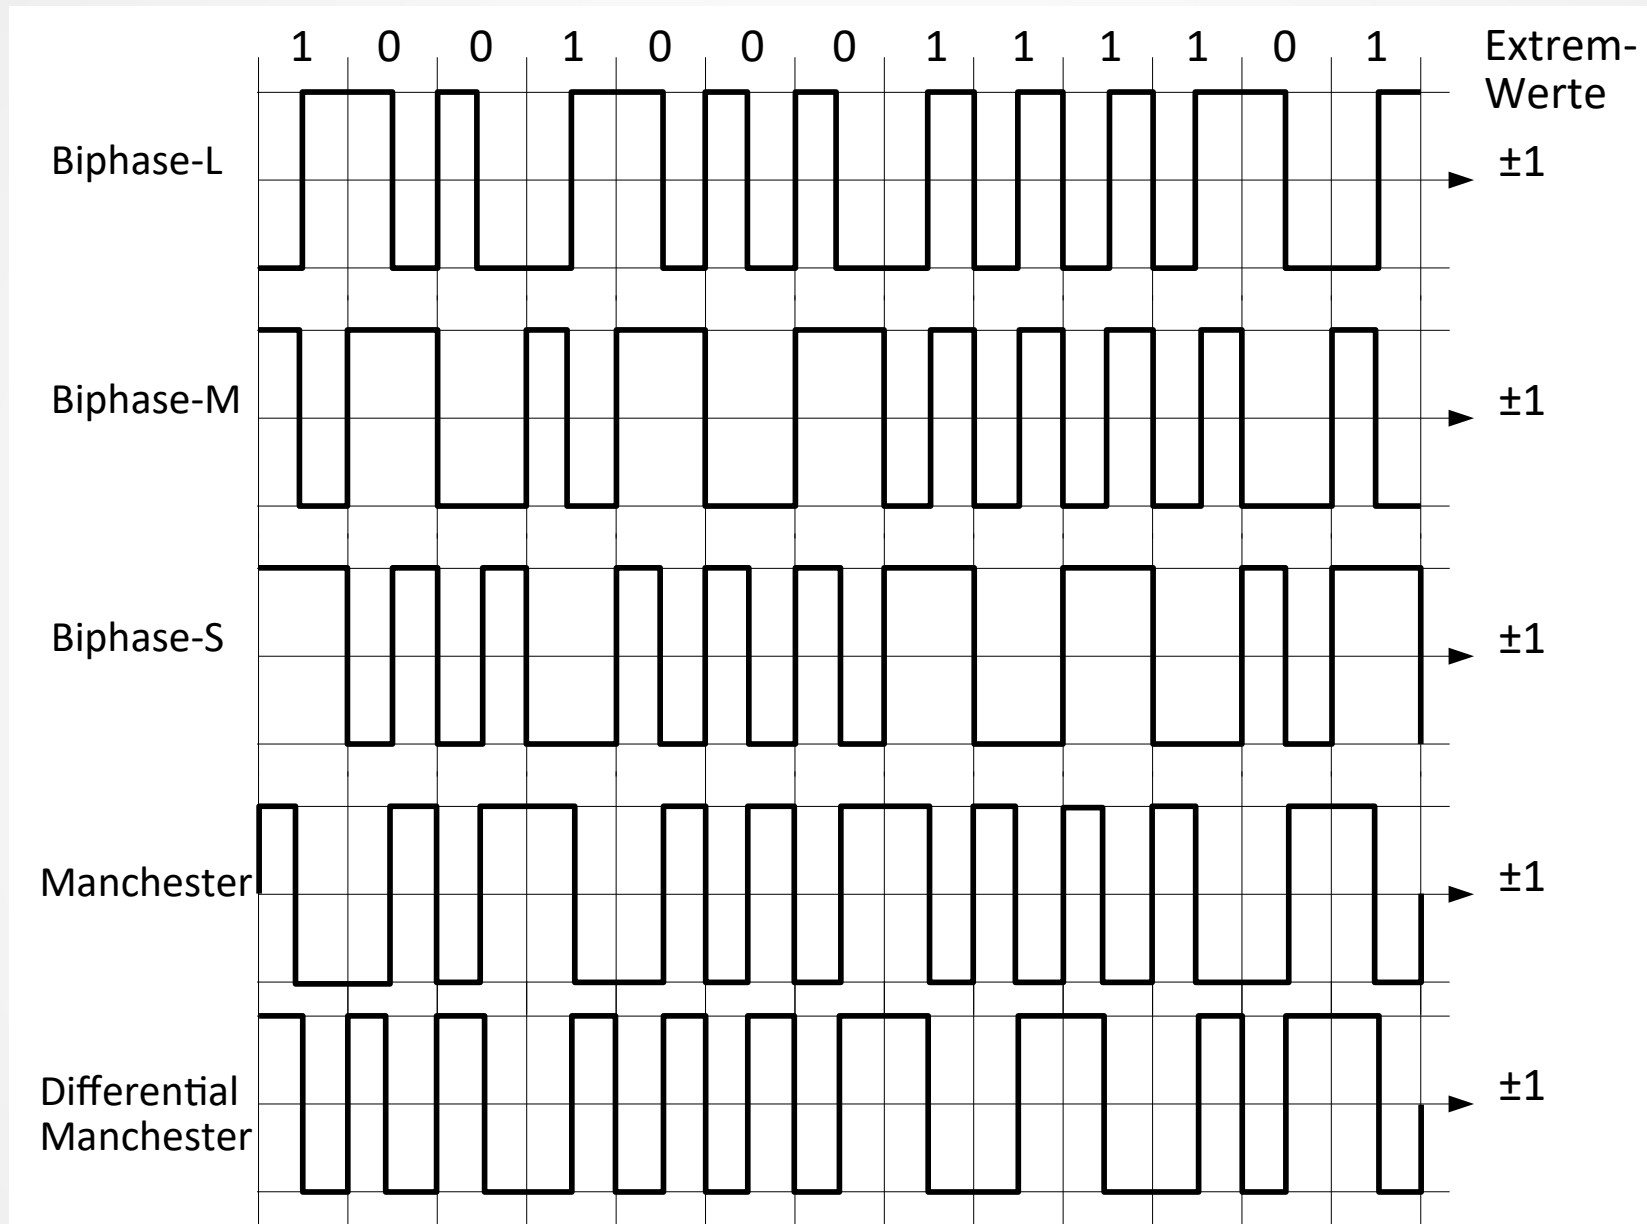 1 0 0 1 0 0 0 1 1 1 1 0 1
Extrem-
Werte
Biphase-L
±1
Biphase-M
±1
Biphase-S
±1
Manchester
±1
Differential
Manchester
±1